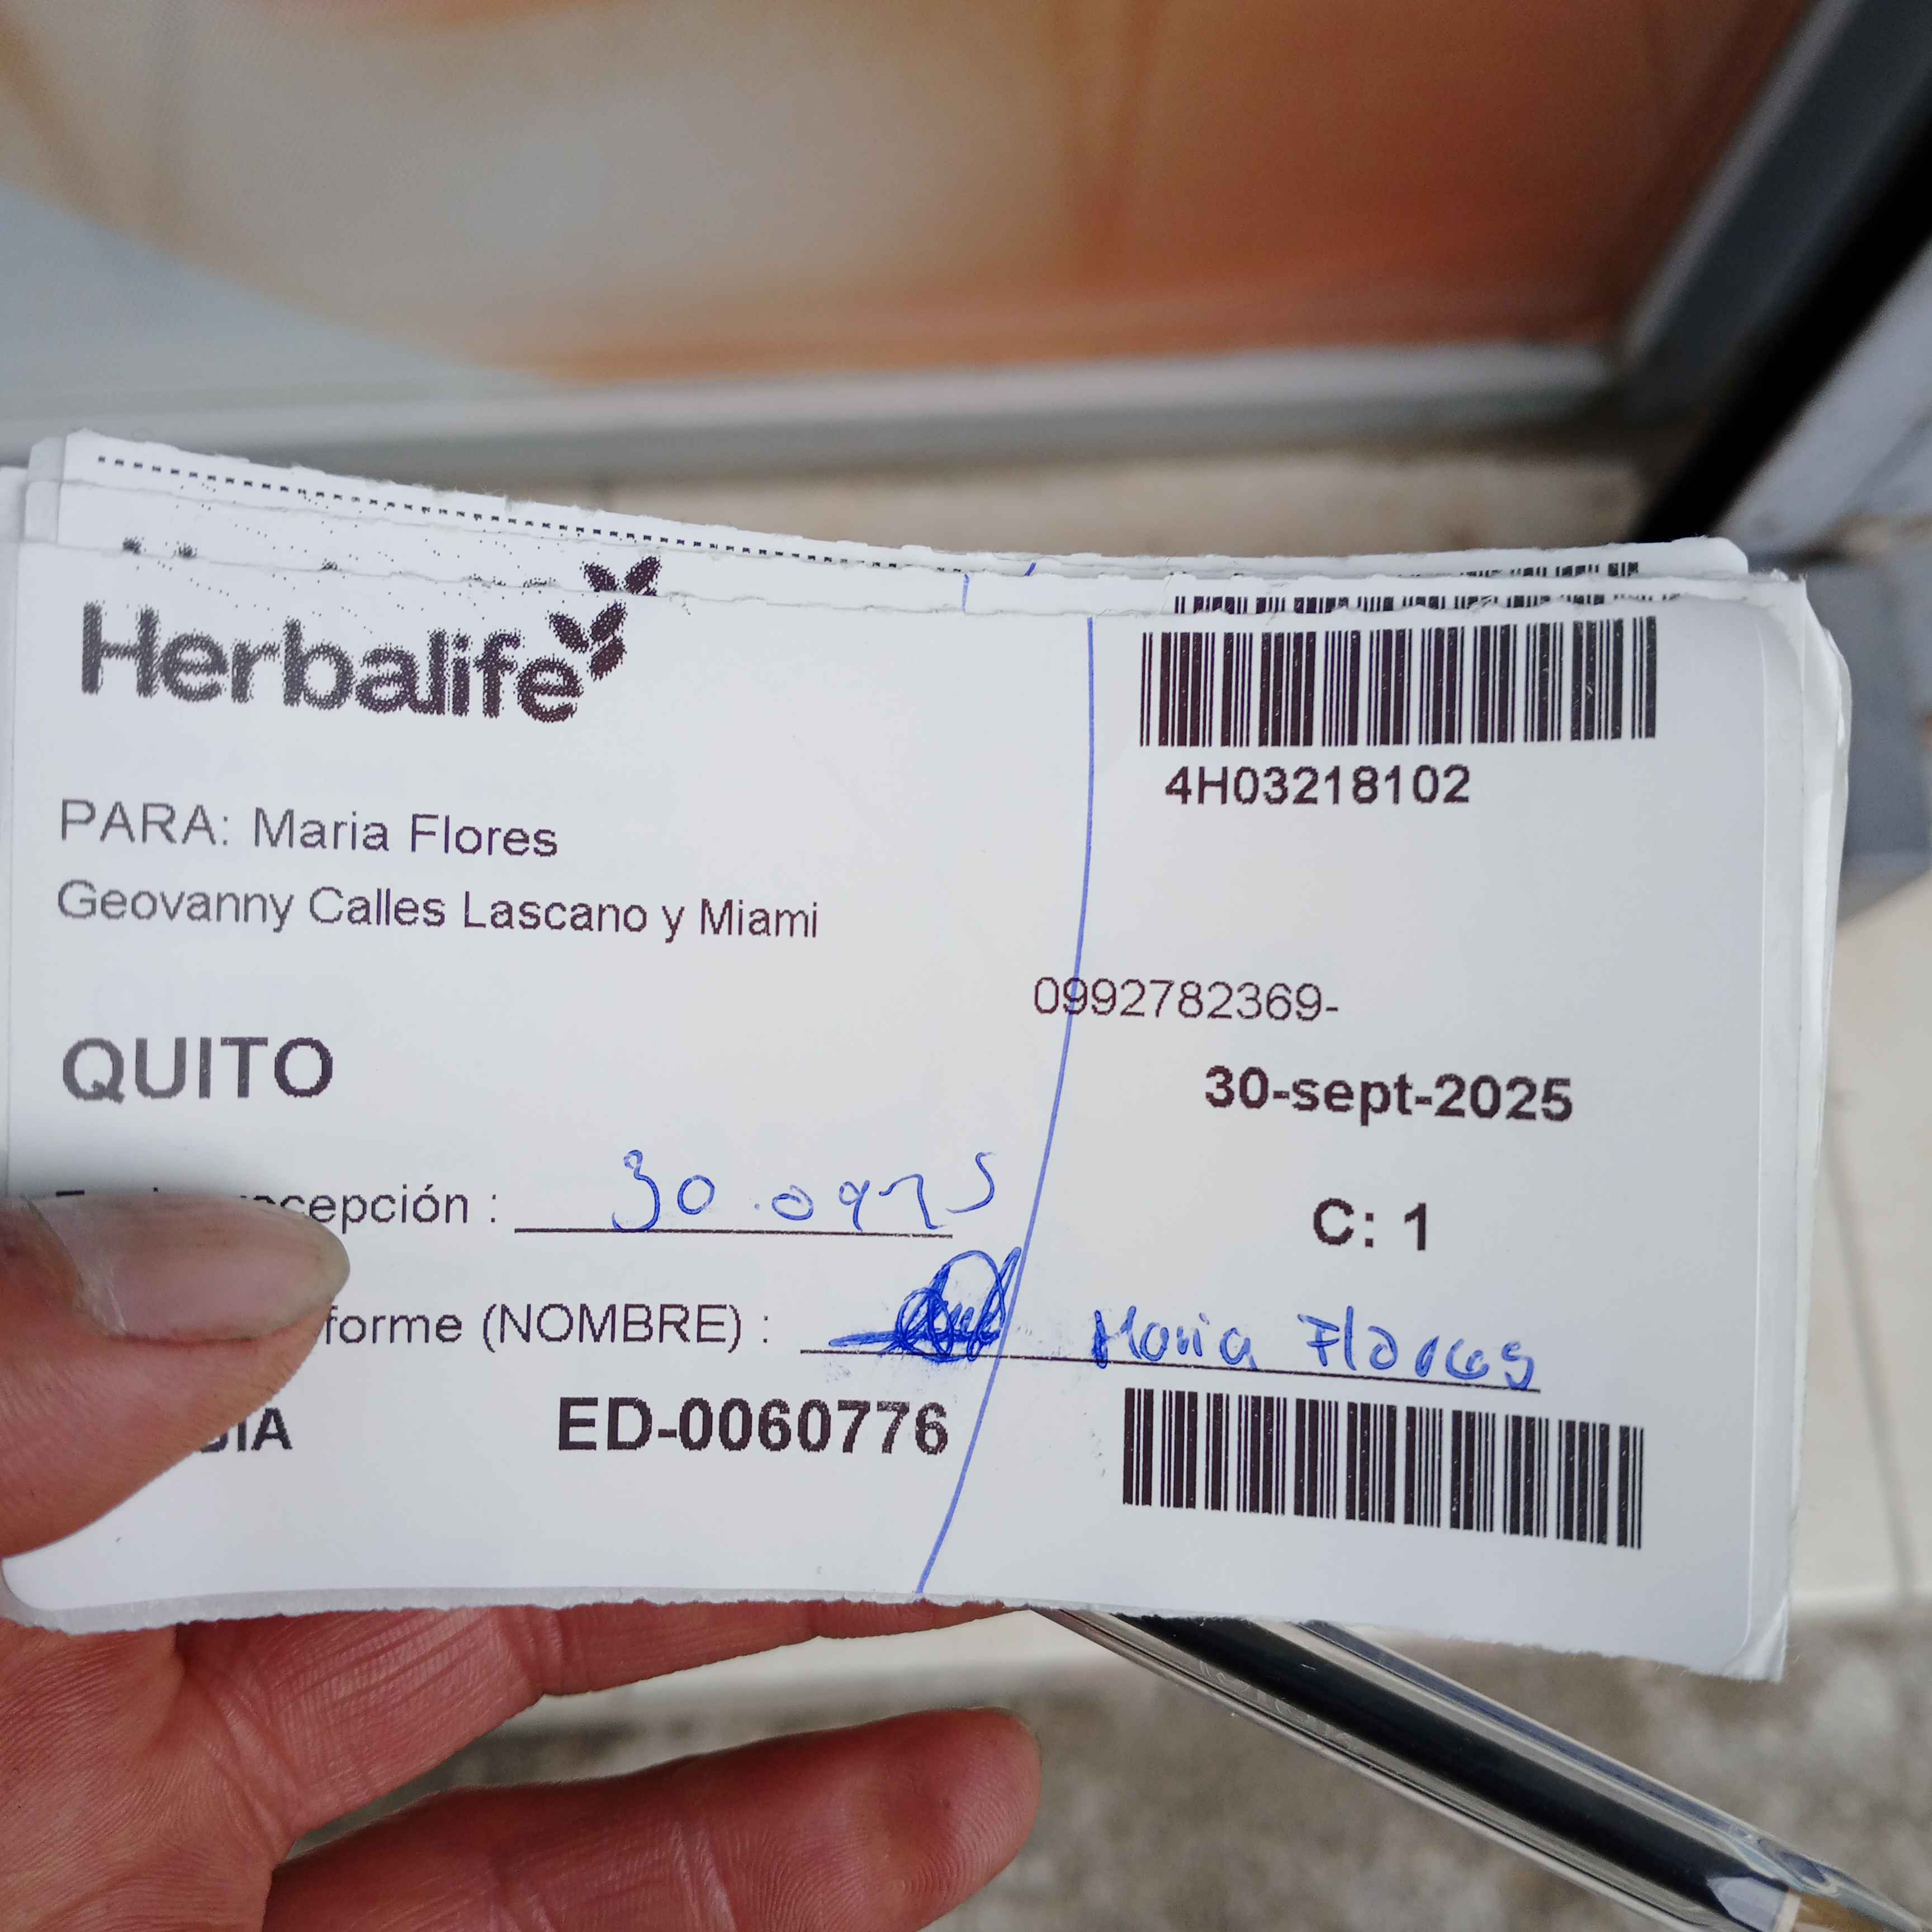 Herbalife
4H03218102
PARA: Maria Flores
Geovanny Calles Lascano y Miami
0992782369-
QUITO
30-sept-2025
cepción : 30.09
C: 1
forme (NOMBRE) : Maria Flores
ED-0060776